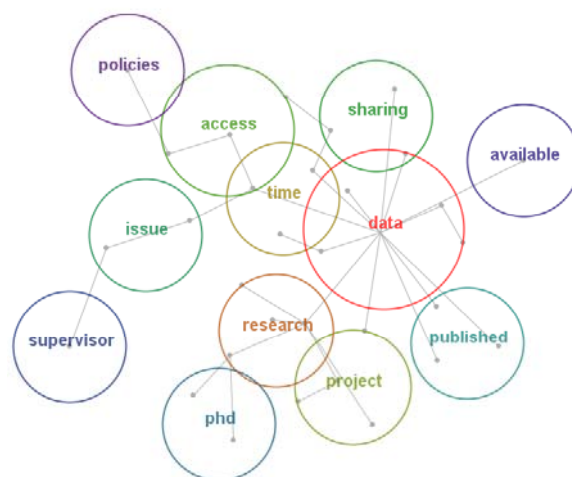 policies
sharing
access
available
time
data
issue
research
published
supervisor
project
phd